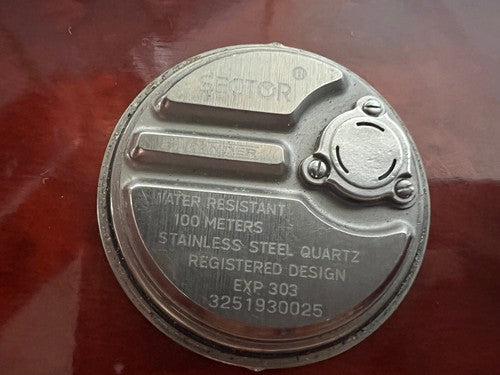 SECTOR ®
WATER RESISTANT
100 METERS
STAINLESS STEEL QUARTZ
REGISTERED DESIGN
EXP 303
3251930025